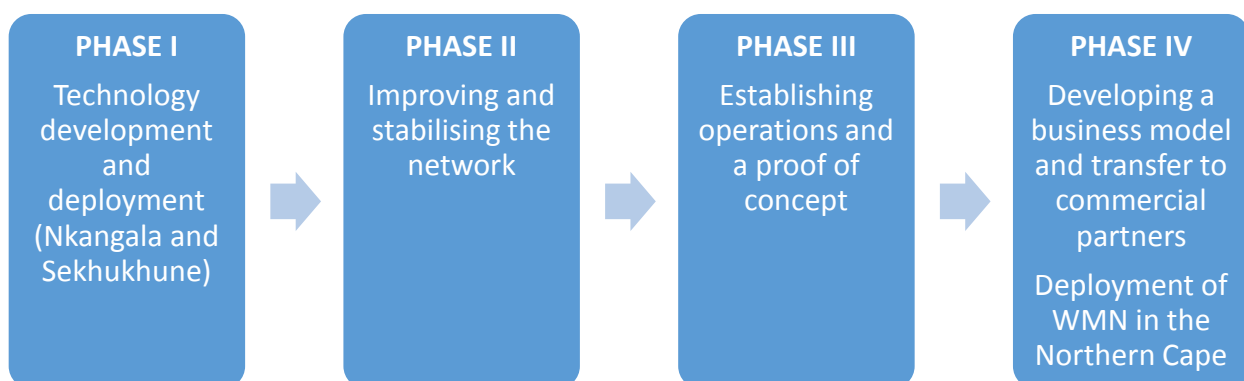 PHASE I
Technology
development
and
deployment
(Nkangala and
Sekhukhune)
PHASE II
Improving and
stabilising the
network
PHASE III
Establishing
operations and
a proof of
concept
PHASE IV
Developing a
business model
and transfer to
commercial
partners
Deployment of
WMN in the
Northern Cape